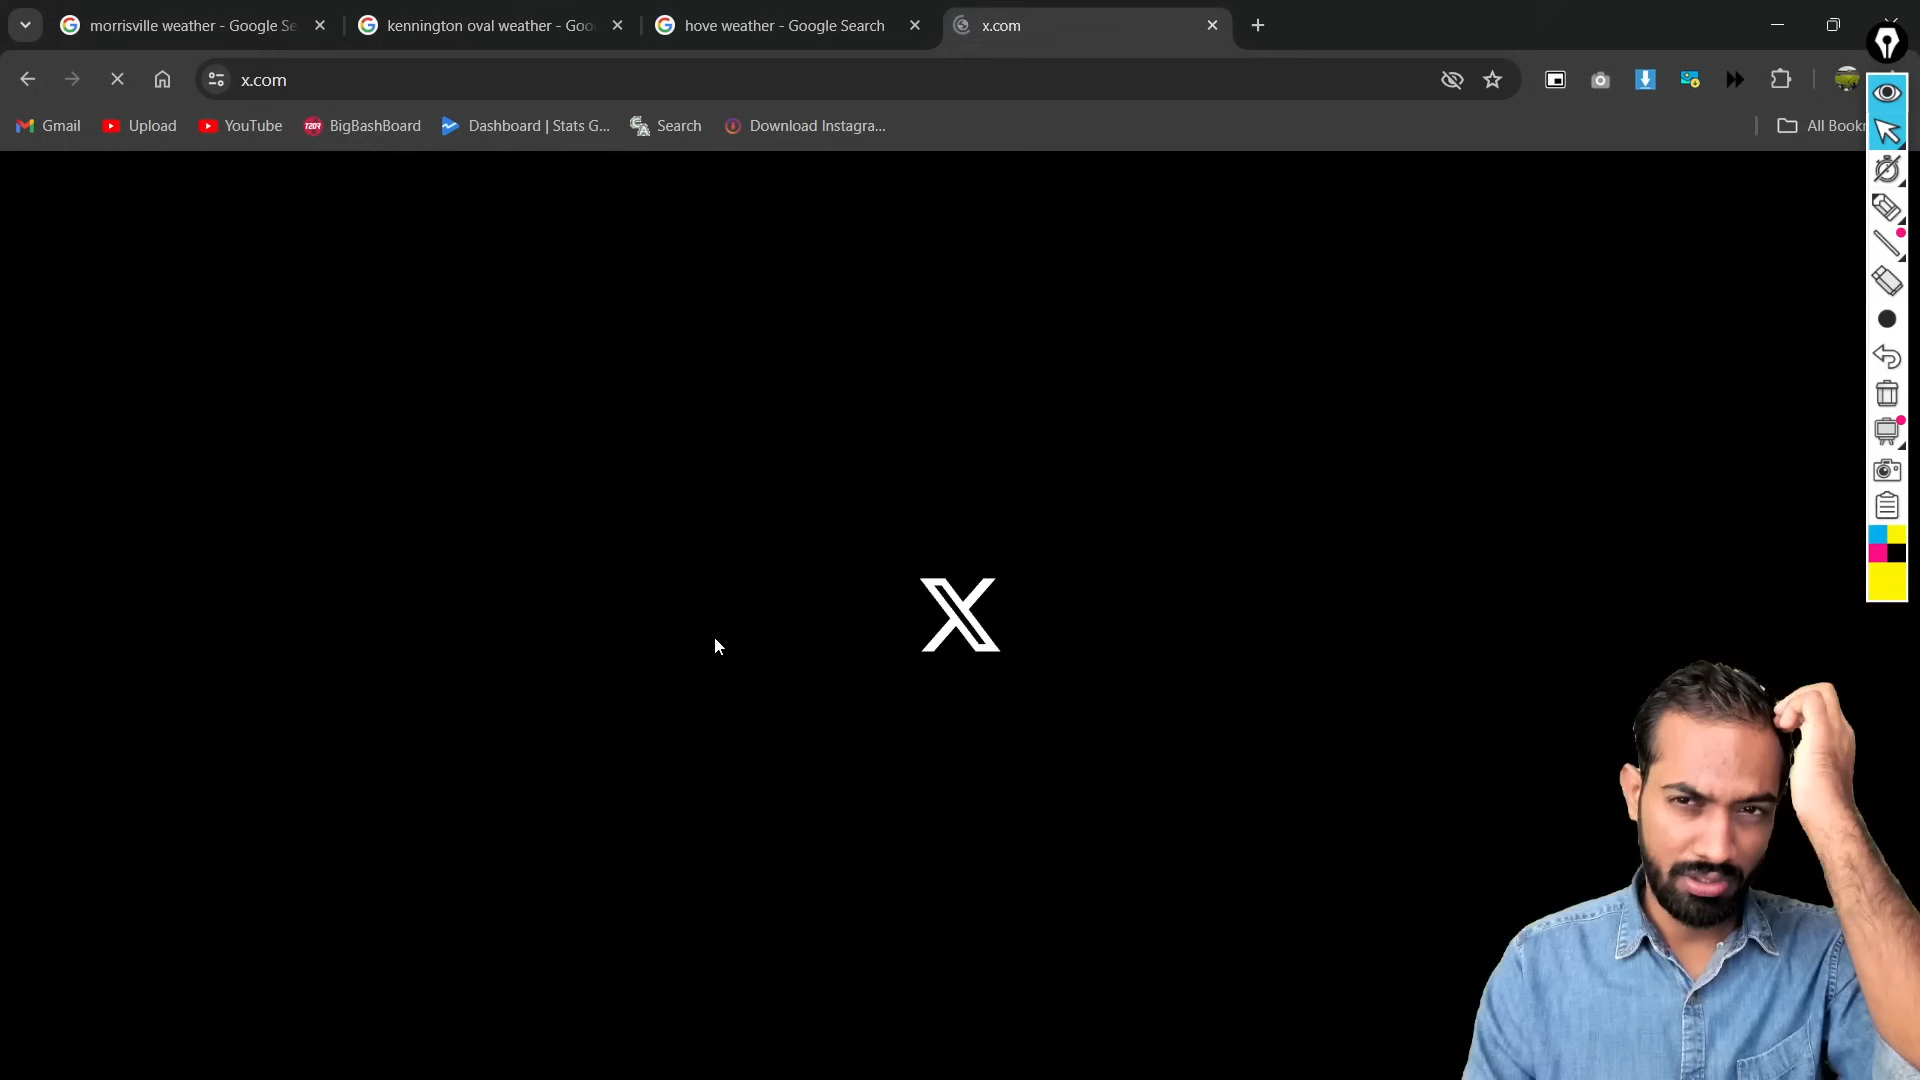 morrisville weather - Google Se
kennington oval weather - Goo
hove weather - Google Search
x.com
x.com
Gmail
Upload
YouTube
BigBashBoard
Dashboard | Stats G...
Search
Download Instagra...
All Bookr